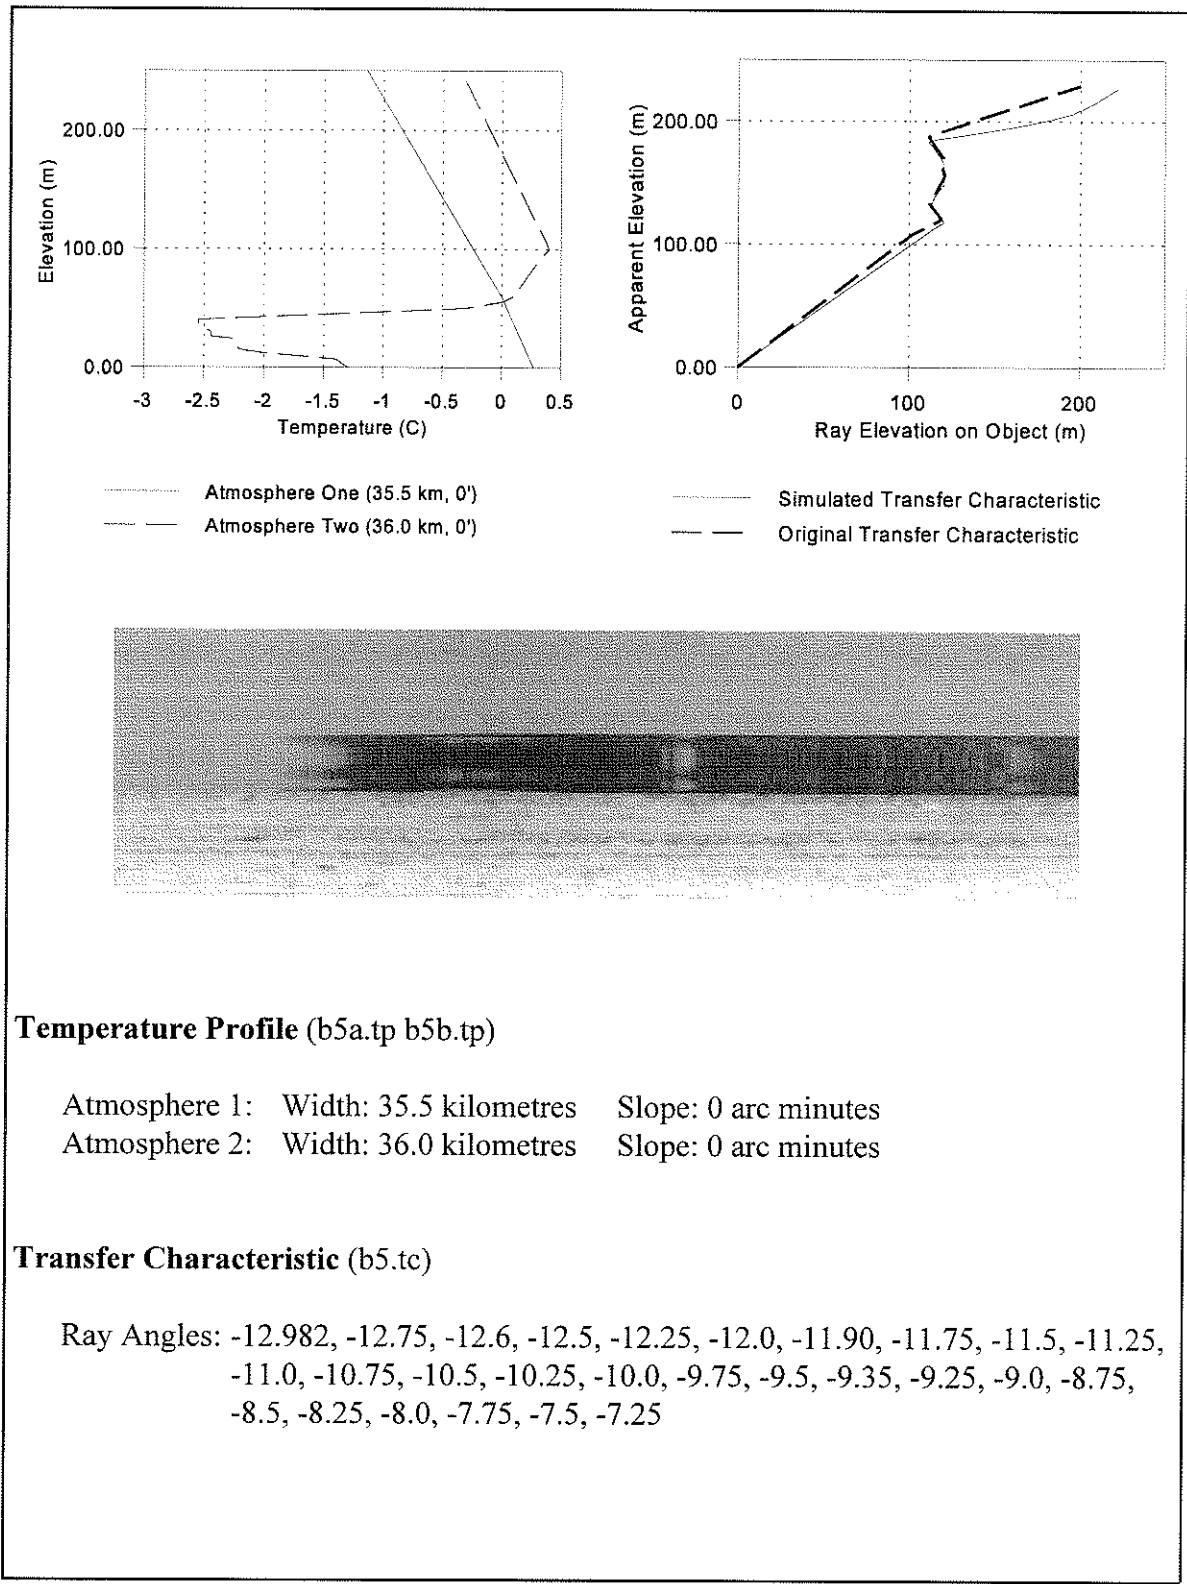 Elevation (m)
200.00
100.00
0.00
-3 -2.5 -2 -1.5 -1 -0.5 0 0.5
Temperature (C)
Atmosphere One (35.5 km, 0')
Atmosphere Two (36.0 km, 0')
Apparent Elevation (m)
200.00
100.00
0.00
0 100 200
Ray Elevation on Object (m)
Simulated Transfer Characteristic
Original Transfer Characteristic
Temperature Profile (b5a.tp b5b.tp)
Atmosphere 1: Width: 35.5 kilometres Slope: 0 arc minutes
Atmosphere 2: Width: 36.0 kilometres Slope: 0 arc minutes
Transfer Characteristic (b5.tc)
Ray Angles: -12.982, -12.75, -12.6, -12.5, -12.25, -12.0, -11.90, -11.75, -11.5, -11.25,
-11.0, -10.75, -10.5, -10.25, -10.0, -9.75, -9.5, -9.35, -9.25, -9.0, -8.75,
-8.5, -8.25, -8.0, -7.75, -7.5, -7.25